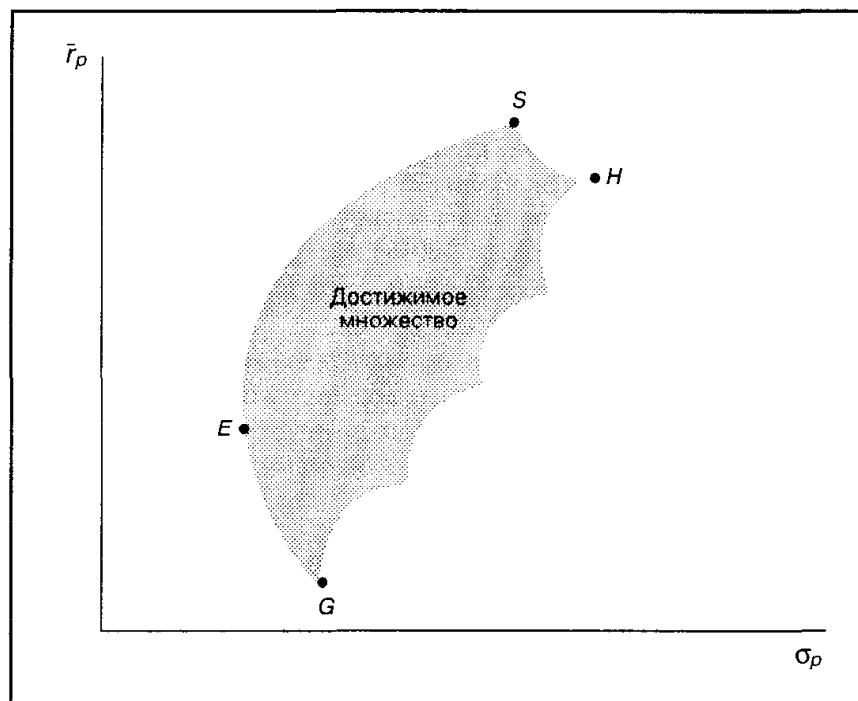 r̄p
S
H
Достижимое
множество
E
G
σp